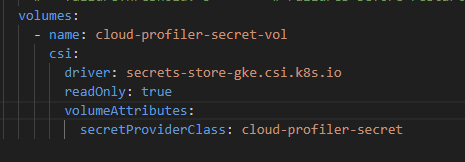 volumes:
- name: cloud-profiler-secret-vol
csi:
driver: secrets-store-gke.csi.k8s.io
readOnly: true
volumeAttributes:
secretProviderClass: cloud-profiler-secret